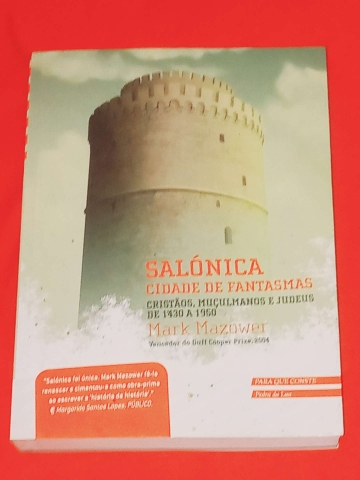 SALÓNICA
CIDADE DE FANTASMAS
CRISTÃOS, MUÇULMANOS E JUDEUS
DE 1430 A 1950
Mark Mazower
Vencedor do Duff Cooper Prize, 2004
"Salónica foi única. Mark Mazower fê-la
renascer e cimentou-a como obra-prima
ao escrever a 'história da história'."
Margarida Santos Lopes, PÚBLICO.
PARA QUE CONSTE
Pedra da Lua